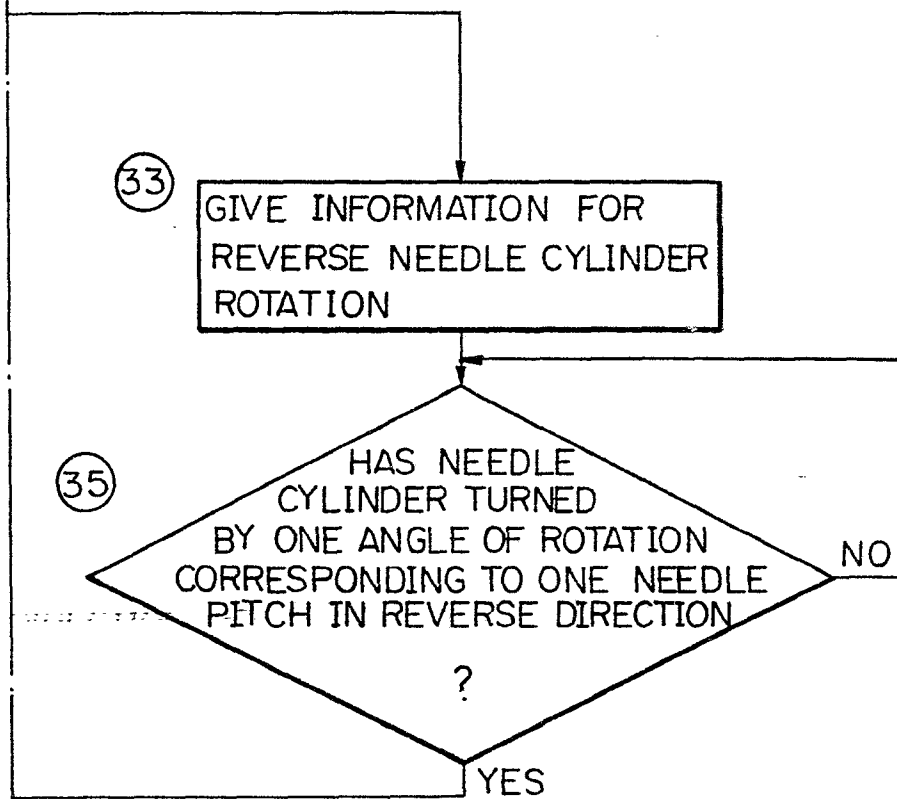 33
GIVE INFORMATION FOR
REVERSE NEEDLE CYLINDER
ROTATION
35
HAS NEEDLE
CYLINDER TURNED
BY ONE ANGLE OF ROTATION
CORRESPONDING TO ONE NEEDLE
PITCH IN REVERSE DIRECTION
?
NO
YES